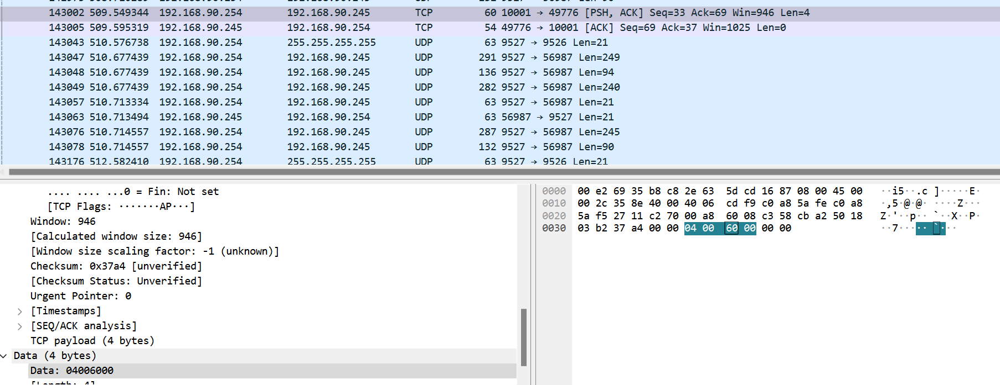 143002 509.549344 192.168.90.254 192.168.90.245 TCP 60 10001 → 49776 [PSH, ACK] Seq=33 Ack=69 Win=946 Len=4
143005 509.595319 192.168.90.245 192.168.90.254 TCP 54 49776 → 10001 [ACK] Seq=69 Ack=37 Win=1025 Len=0
143043 510.576738 192.168.90.254 255.255.255.255 UDP 63 9527 → 9526 Len=21
143047 510.677439 192.168.90.254 192.168.90.245 UDP 291 9527 → 56987 Len=249
143048 510.677439 192.168.90.254 192.168.90.245 UDP 136 9527 → 56987 Len=94
143049 510.677439 192.168.90.254 192.168.90.245 UDP 282 9527 → 56987 Len=240
143057 510.713334 192.168.90.254 192.168.90.245 UDP 63 9527 → 56987 Len=21
143063 510.713494 192.168.90.245 192.168.90.254 UDP 63 56987 → 9527 Len=21
143076 510.714557 192.168.90.254 192.168.90.245 UDP 287 9527 → 56987 Len=245
143078 510.714557 192.168.90.254 192.168.90.245 UDP 132 9527 → 56987 Len=90
143176 512.582410 192.168.90.254 255.255.255.255 UDP 63 9527 → 9526 Len=21
.... .... ...0 = Fin: Not set
[TCP Flags: ·······AP···]
Window: 946
[Calculated window size: 946]
[Window size scaling factor: -1 (unknown)]
Checksum: 0x37a4 [unverified]
[Checksum Status: Unverified]
Urgent Pointer: 0
[Timestamps]
[SEQ/ACK analysis]
TCP payload (4 bytes)
Data (4 bytes)
Data: 04006000
[Length: 4]
0000 00 e2 69 35 b8 c8 2e 63 5d cd 16 87 08 00 45 00 ··i5··.c ]·····E·
0010 00 2c 35 8e 40 00 40 06 cd f9 c0 a8 5a fe c0 a8 ·,5·@·@· ····Z···
0020 5a f5 27 11 c2 70 00 a8 60 08 c3 58 cb a2 50 18 Z·'··p·· `··X··P·
0030 03 b2 37 a4 00 00 04 00 60 00 00 00 ··7····· `···